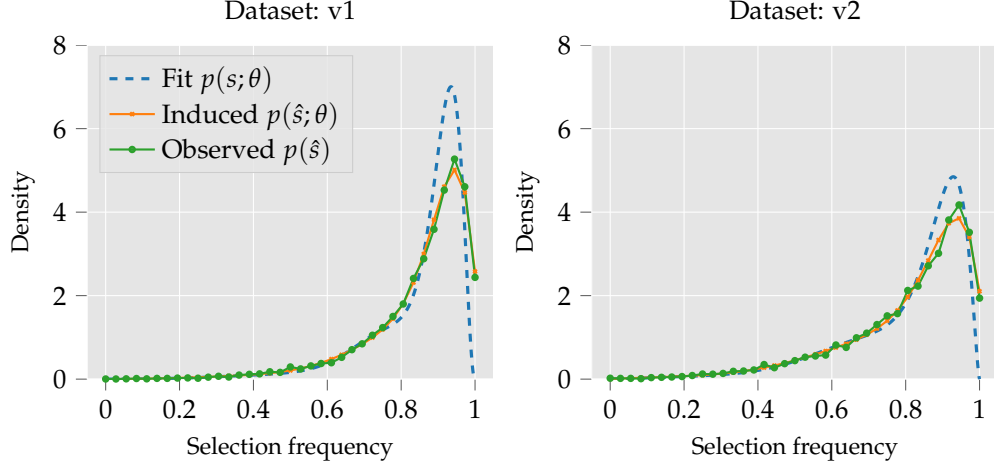 Dataset: v1
8
6
4
2
0
Density
Fit p(s; θ)
Induced p(ŝ; θ)
Observed p(ŝ)
0 0.2 0.4 0.6 0.8 1
Selection frequency
Dataset: v2
8
6
4
2
0
Density
0 0.2 0.4 0.6 0.8 1
Selection frequency